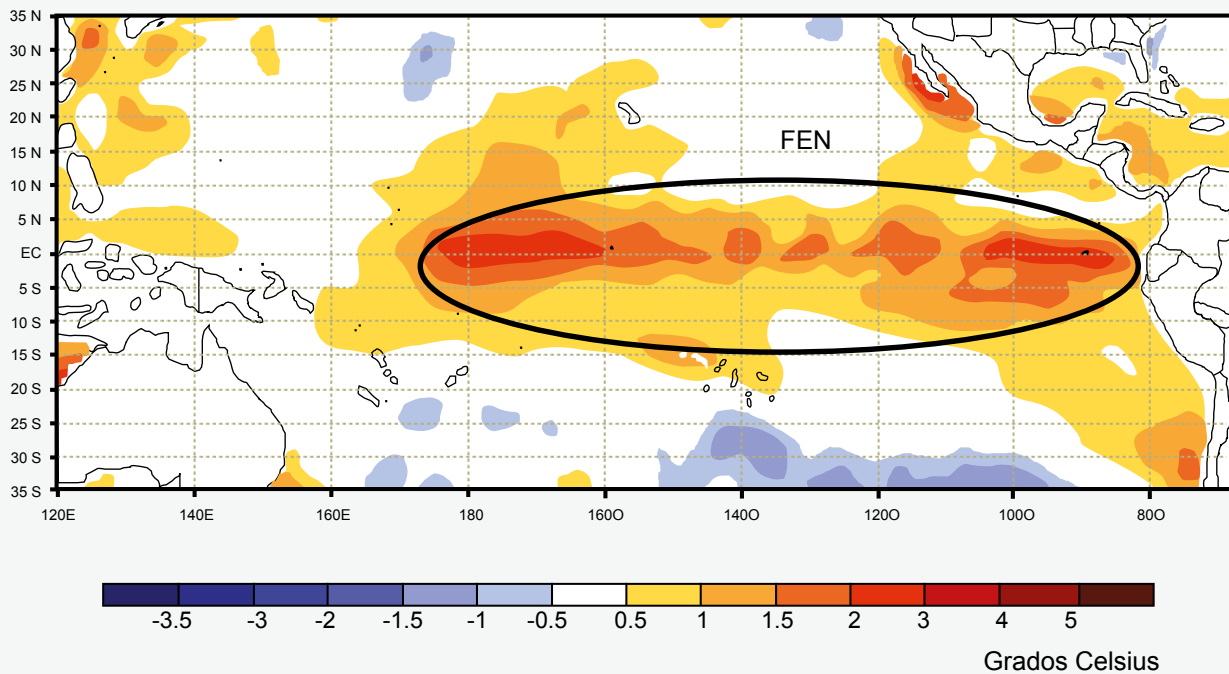 35 N
30 N
25 N
20 N
15 N
10 N
5 N
EC
5 S
10 S
15 S
20 S
25 S
30 S
35 S
FEN
120E 140E 160E 180 160O 140O 120O 100O 80O
-3.5 -3 -2 -1.5 -1 -0.5 0.5 1 1.5 2 3 4 5
Grados Celsius